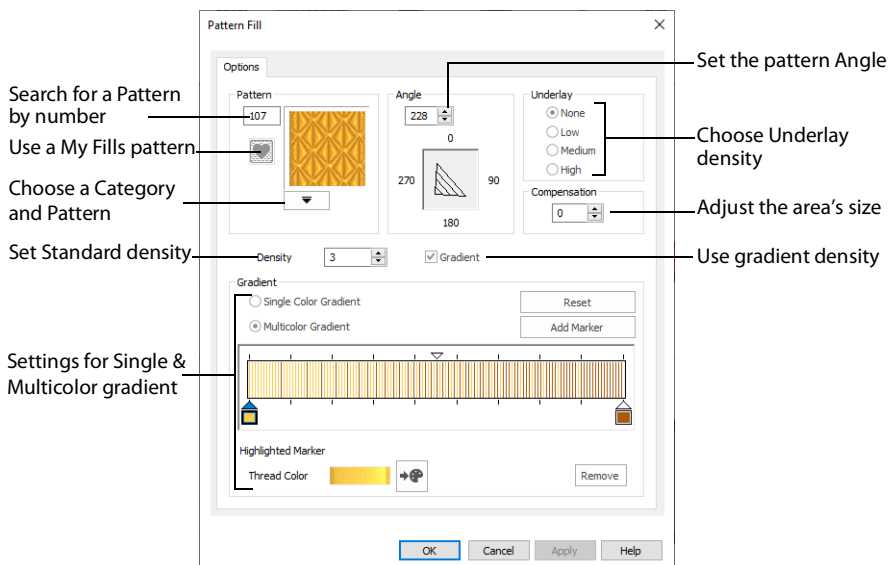 Pattern Fill
Options
Pattern
107
Angle
228
0
270
90
180
Underlay
None
Low
Medium
High
Compensation
0
Density
3
Gradient
Gradient
Single Color Gradient
Multicolor Gradient
Reset
Add Marker
Highlighted Marker
Thread Color
Remove
OK
Cancel
Apply
Help
Search for a Pattern
by number
Use a My Fills pattern
Choose a Category
and Pattern
Set Standard density
Settings for Single &
Multicolor gradient
Set the pattern Angle
Choose Underlay
density
Adjust the area's size
Use gradient density